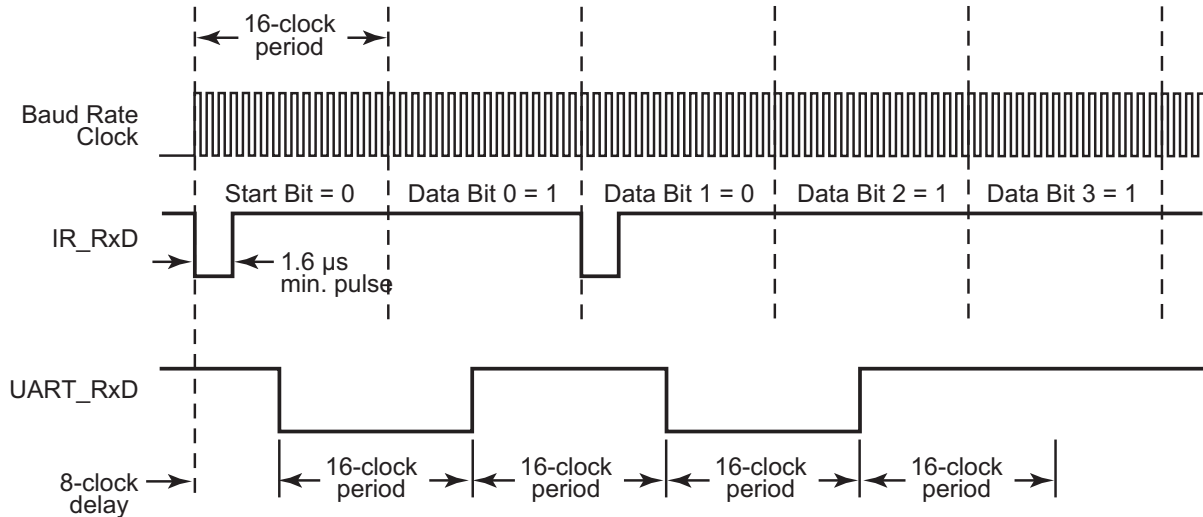 16-clock
period
Baud Rate
Clock
Start Bit = 0
Data Bit 0 = 1
Data Bit 1 = 0
Data Bit 2 = 1
Data Bit 3 = 1
IR_RxD
1.6 µs
min. pulse
UART_RxD
16-clock
period
16-clock
period
16-clock
period
16-clock
period
8-clock
delay